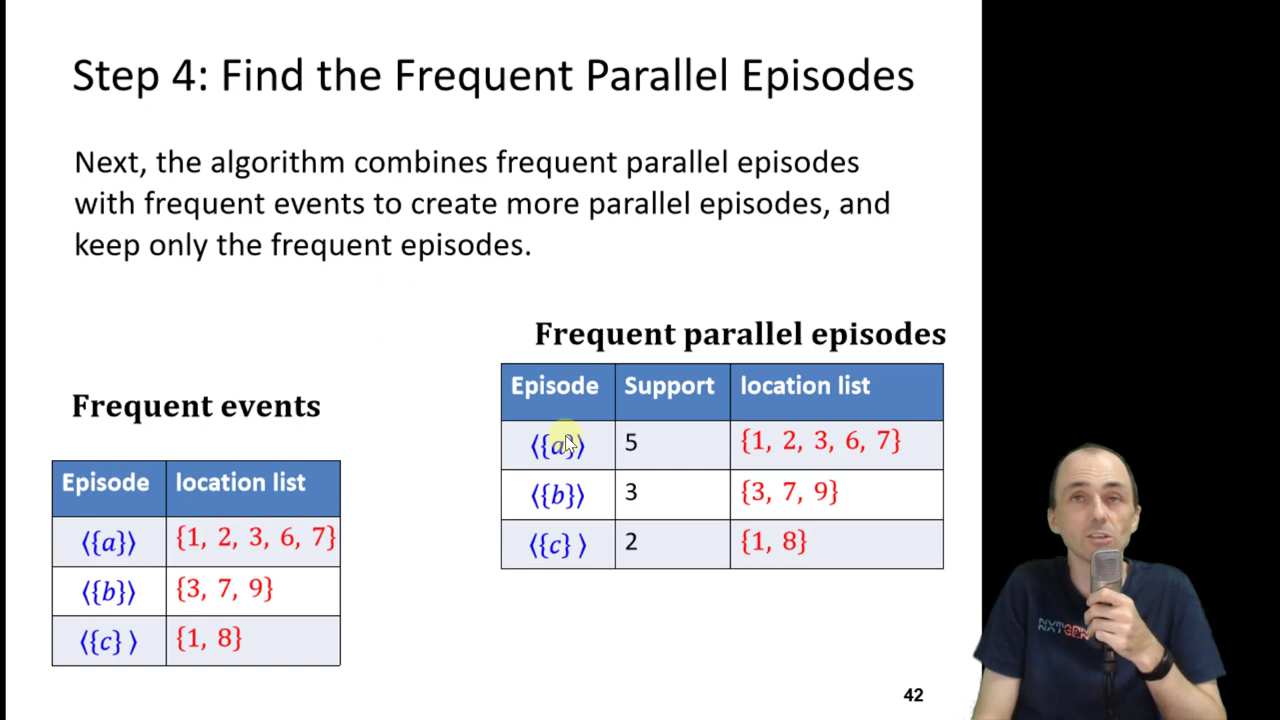 Step 4: Find the Frequent Parallel Episodes
Next, the algorithm combines frequent parallel episodes
with frequent events to create more parallel episodes, and
keep only the frequent episodes.
Frequent parallel episodes
Episode Support location list
⟨{a}⟩ 5 {1, 2, 3, 6, 7}
⟨{b}⟩ 3 {3, 7, 9}
⟨{c} ⟩ 2 {1, 8}
Frequent events
Episode location list
⟨{a}⟩ {1, 2, 3, 6, 7}
⟨{b}⟩ {3, 7, 9}
⟨{c} ⟩ {1, 8}
42